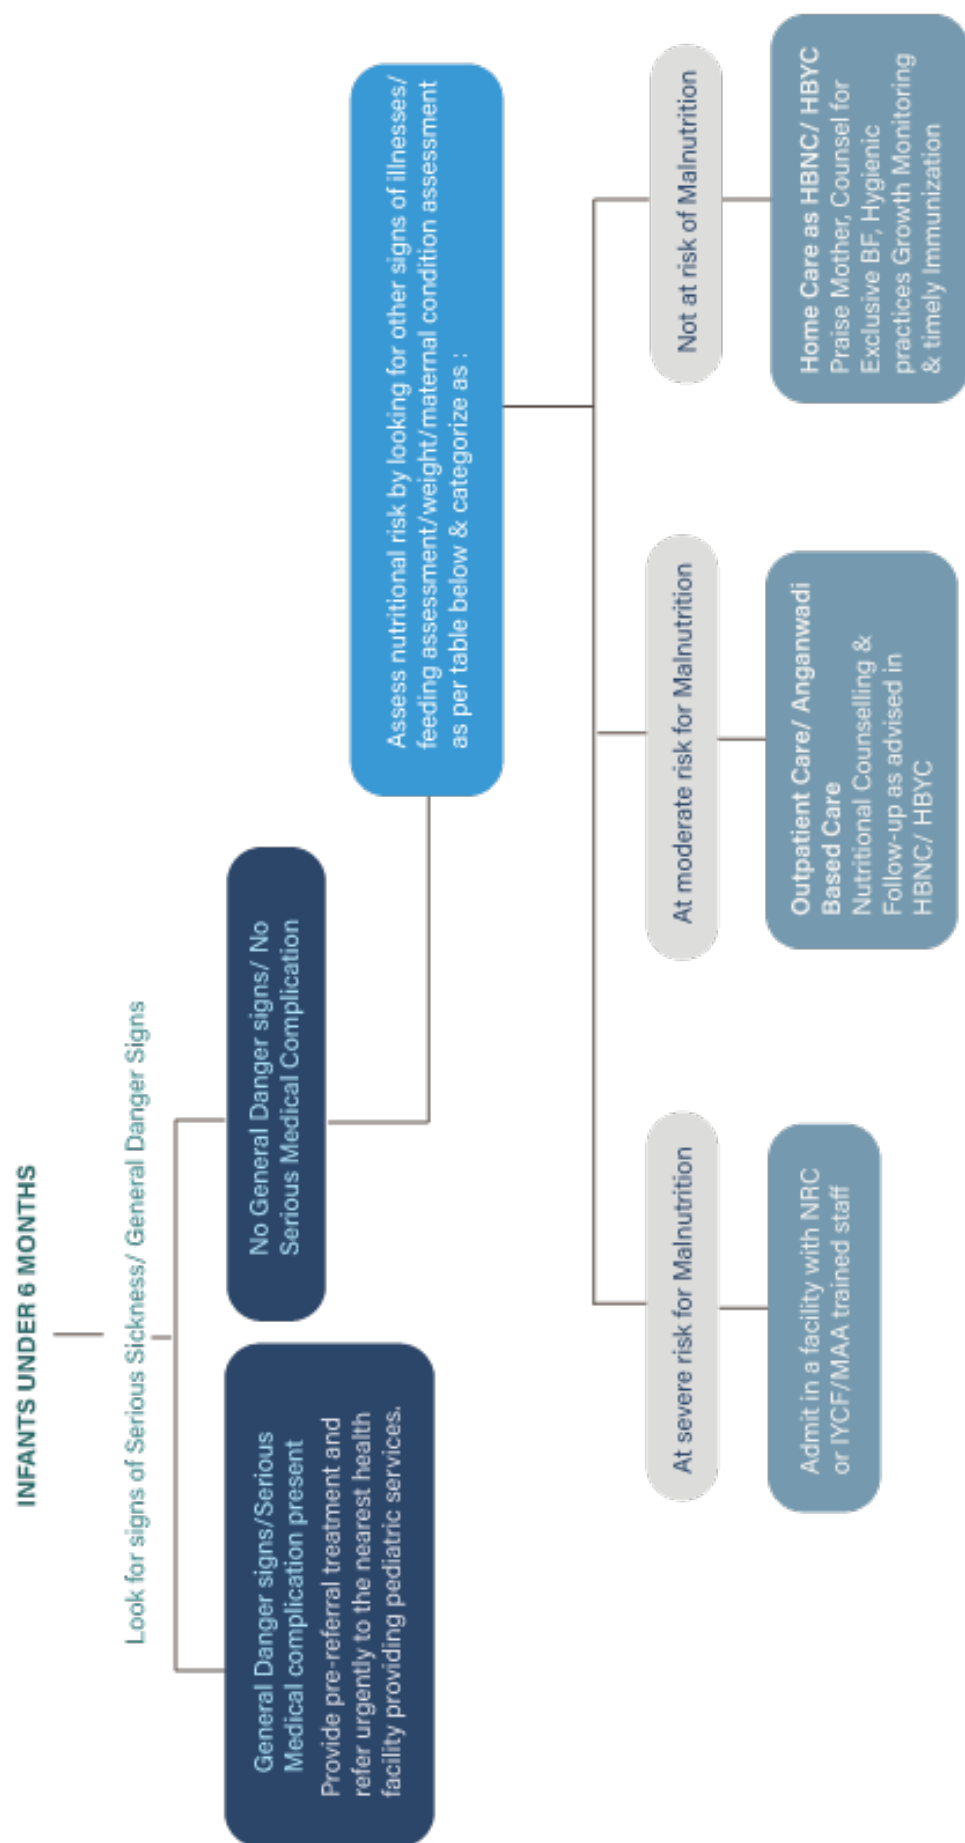 INFANTS UNDER 6 MONTHS
Look for signs of Serious Sickness/ General Danger Signs
General Danger signs/Serious
Medical complication present
Provide pre-referral treatment and
refer urgently to the nearest health
facility providing pediatric services.
No General Danger signs/ No
Serious Medical Complication
Assess nutritional risk by looking for other signs of illnesses/
feeding assessment/weight/maternal condition assessment
as per table below & categorize as :
At severe risk for Malnutrition
Admit in a facility with NRC
or IYCF/MAA trained staff
At moderate risk for Malnutrition
Outpatient Care/ Anganwadi
Based Care
Nutritional Counselling &
Follow-up as advised in
HBNC/ HBYC
Not at risk of Malnutrition
Home Care as HBNC/ HBYC
Praise Mother, Counsel for
Exclusive BF, Hygienic
practices Growth Monitoring
& timely Immunization